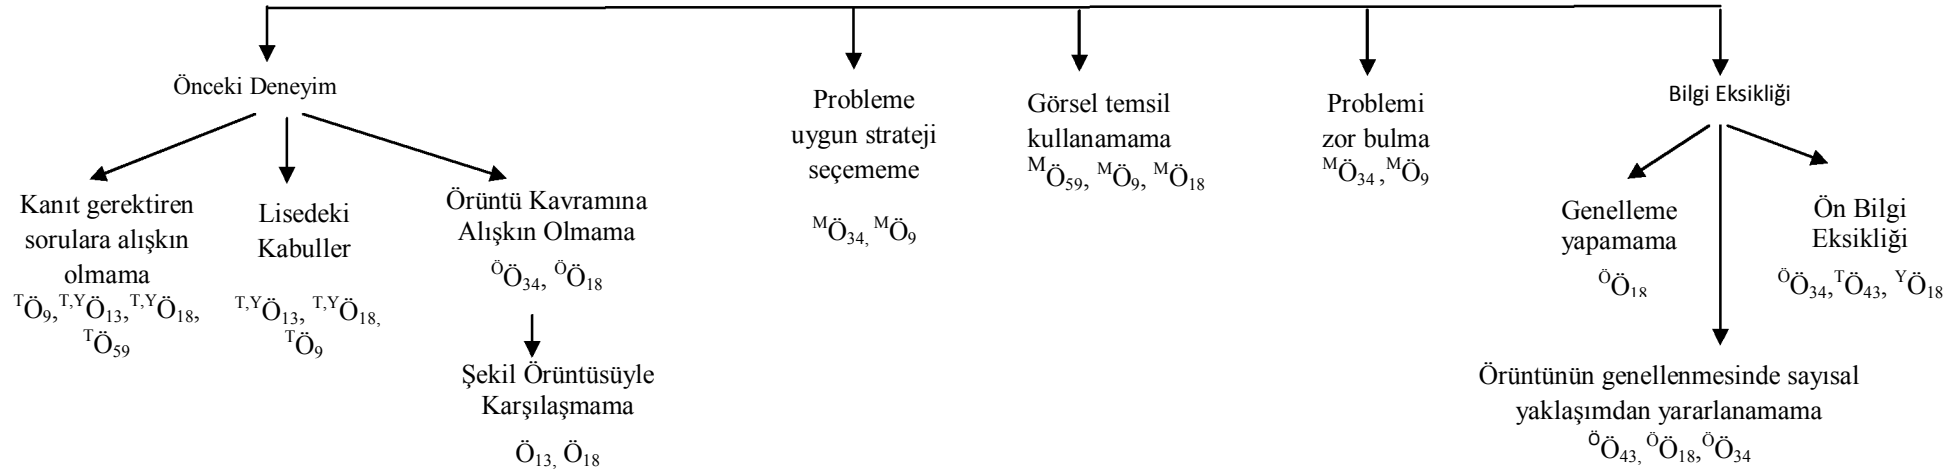 Önceki Deneyim
Kanıt gerektiren
sorulara alışkın
olmama
ᵀÖ₉,ᵀ,ʸÖ₁₃,ᵀ,ʸÖ₁₈,
ᵀÖ₅₉
Lisedeki
Kabuller
ᵀ,ʸÖ₁₃, ᵀ,ʸÖ₁₈,
ᵀÖ₉
Örüntü Kavramına
Alışkın Olmama
ᵒ̈Ö₃₄, ᵒ̈Ö₁₈
Şekil Örüntüsüyle
Karşılaşmama
Ö₁₃, Ö₁₈
Probleme
uygun strateji
seçememe
ᴹÖ₃₄, ᴹÖ₉
Görsel temsil
kullanamama
ᴹÖ₅₉, ᴹÖ₉, ᴹÖ₁₈
Problemi
zor bulma
ᴹÖ₃₄ ,ᴹÖ₉
Bilgi Eksikliği
Genelleme
yapamama
ᵒ̈Ö₁₈
Ön Bilgi
Eksikliği
ᵒ̈Ö₃₄,ᵀÖ₄₃, ʸÖ₁₈
Örüntünün genellenmesinde sayısal
yaklaşımdan yararlanamama
ᵒ̈Ö₄₃, ᵒ̈Ö₁₈,ᵒ̈Ö₃₄